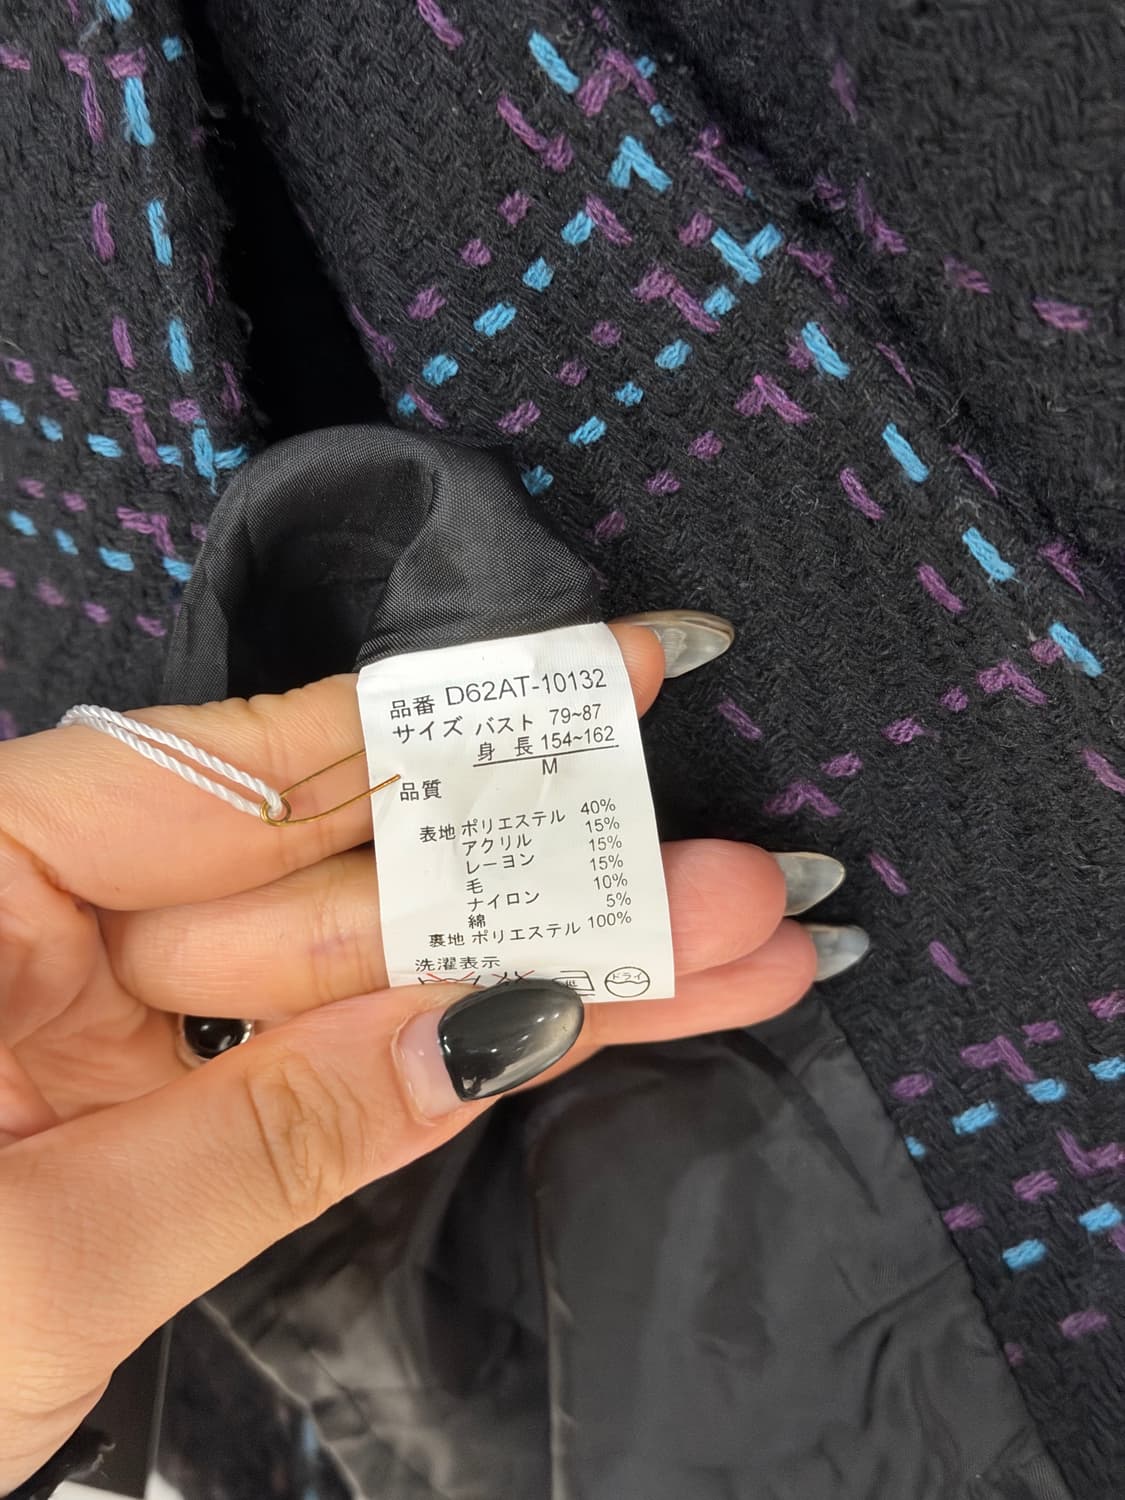 品番 D62AT-10132
サイズ バスト 79~87
身 長 154~162
M
品質
表地 ポリエステル 40%
アクリル 15%
レーヨン 15%
毛 15%
ナイロン 10%
綿 5%
裏地 ポリエステル 100%
洗濯表示
ドライ